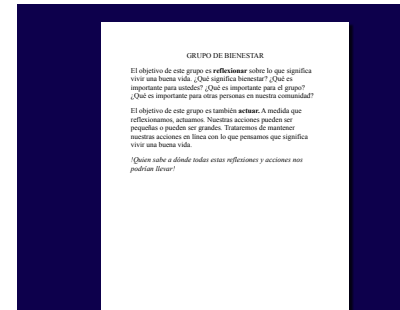 GRUPO DE BIENESTAR
El objetivo de este grupo es reflexionar sobre lo que significa
vivir una buena vida. ¿Qué significa bienestar? ¿Qué es
importante para ustedes? ¿Qué es importante para el grupo?
¿Qué es importante para otras personas en nuestra comunidad?
El objetivo de este grupo es también actuar. A medida que
reflexionamos, actuamos. Nuestras acciones pueden ser
pequeñas o pueden ser grandes. Trataremos de mantener
nuestras acciones en línea con lo que pensamos que significa
vivir una buena vida.
!Quien sabe a dónde todas estas reflexiones y acciones nos
podrían llevar!